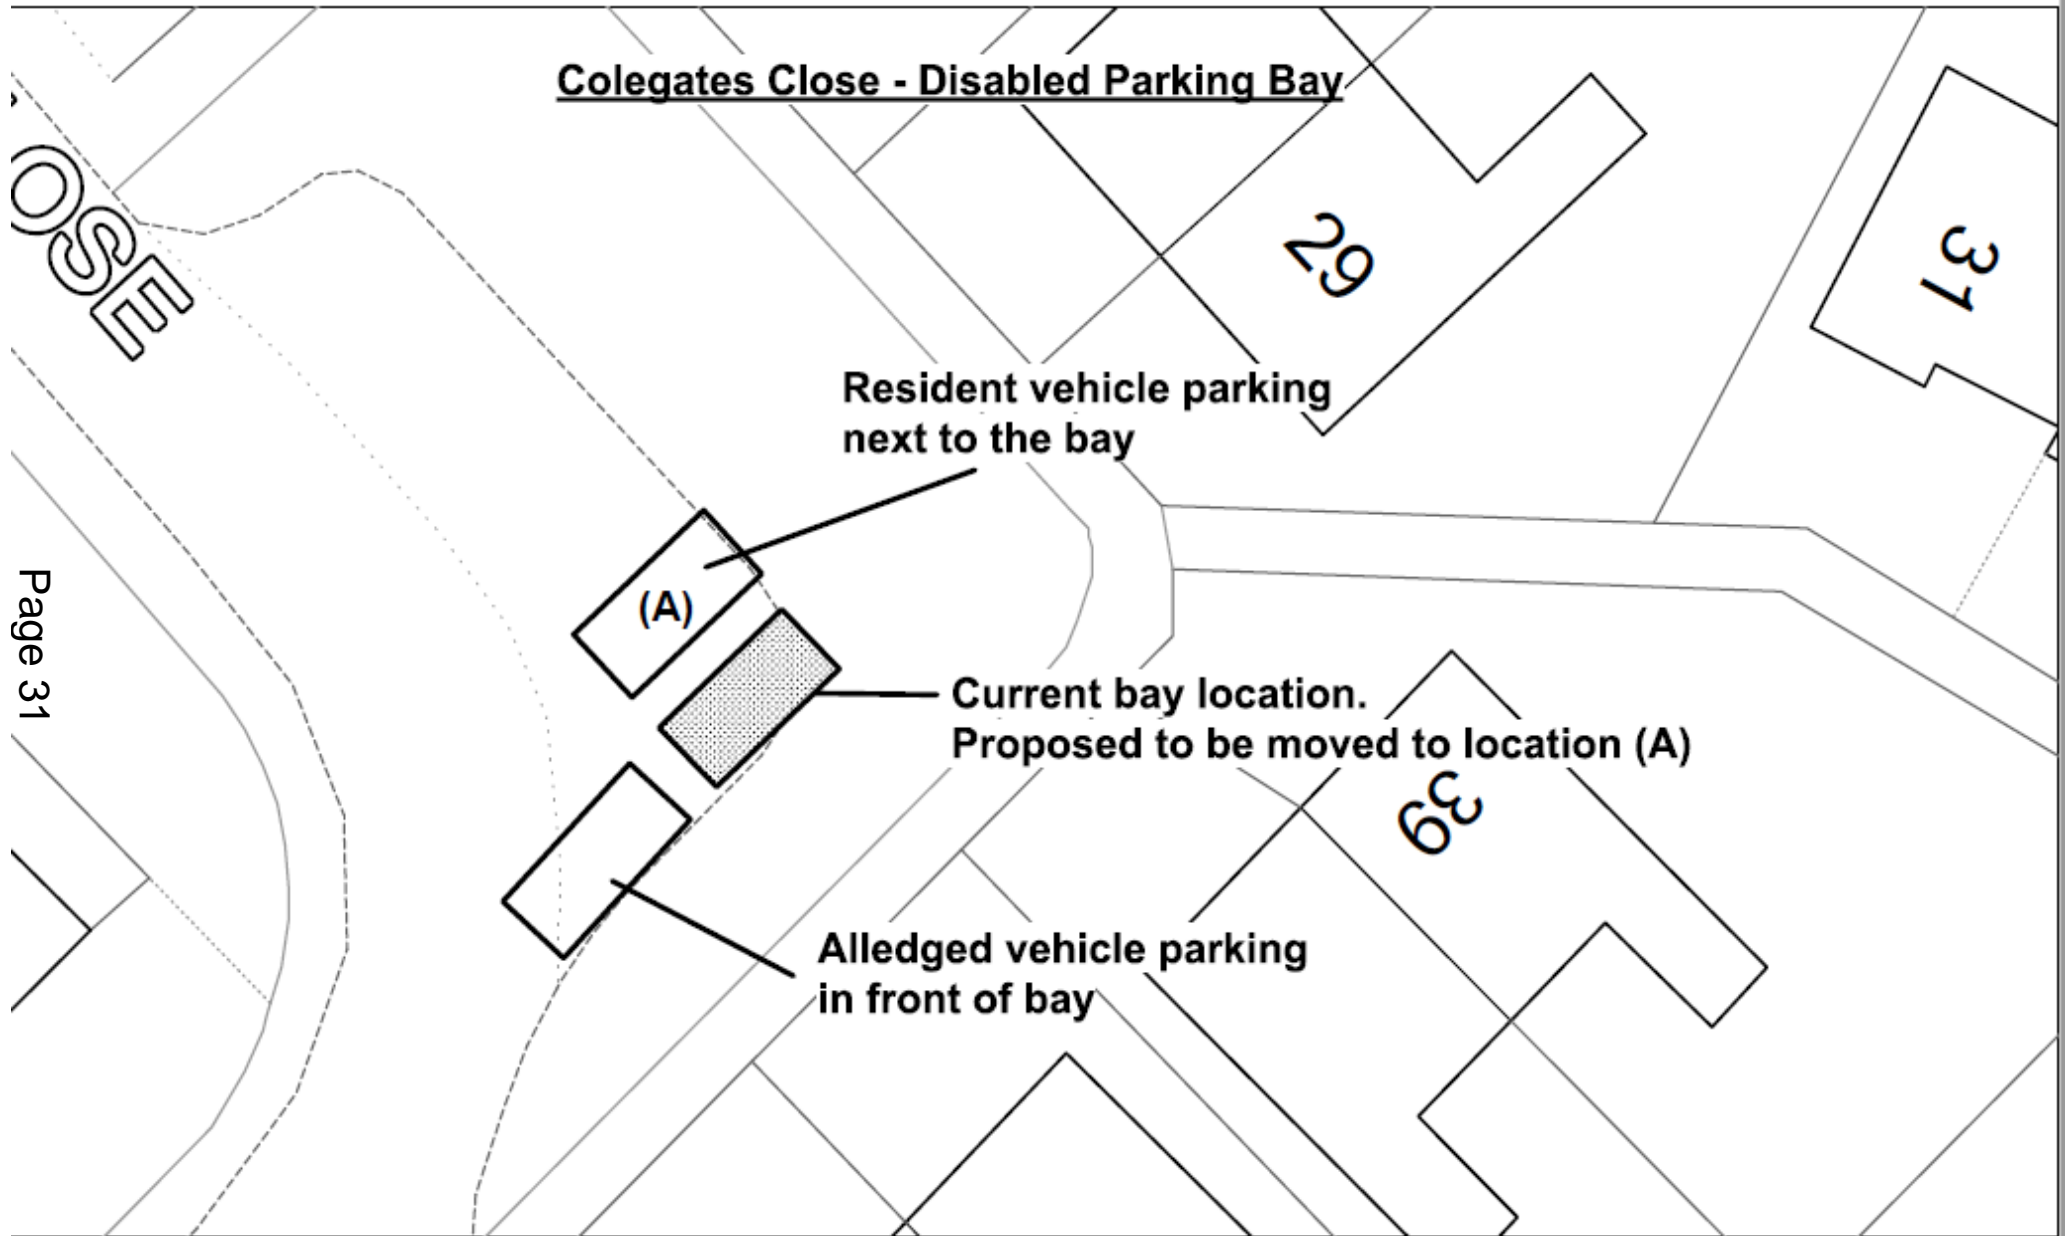 Colegates Close - Disabled Parking Bay
OSE
29
31
Resident vehicle parking
next to the bay
(A)
Page 31
Current bay location.
Proposed to be moved to location (A)
39
Alledged vehicle parking
in front of bay